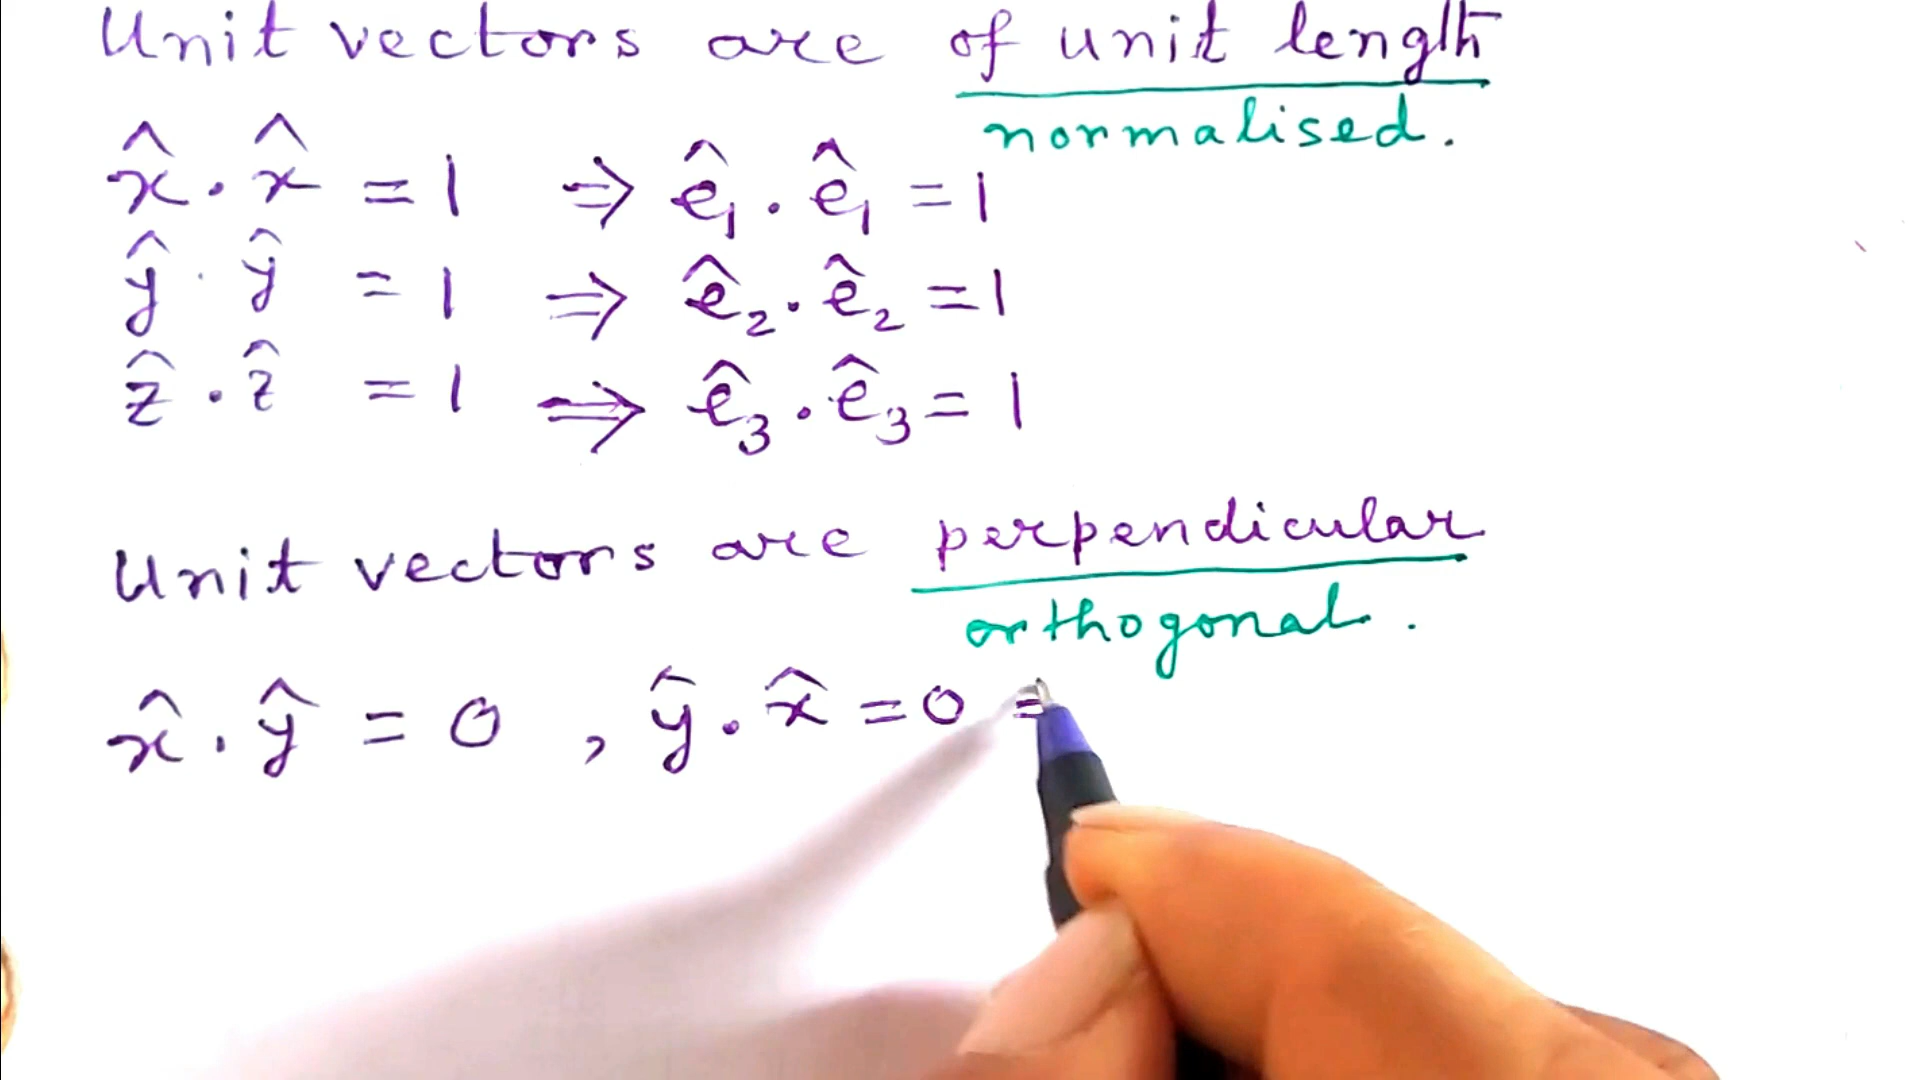 Unit vectors are of unit length
normalised.
x̂ . x̂ = 1 ⇒ ê₁ . ê₁ = 1
ŷ . ŷ = 1 ⇒ ê₂ . ê₂ = 1
ẑ . ẑ = 1 ⇒ ê₃ . ê₃ = 1
Unit vectors are perpendicular
orthogonal.
x̂ . ŷ = 0 , ŷ . x̂ = 0 =